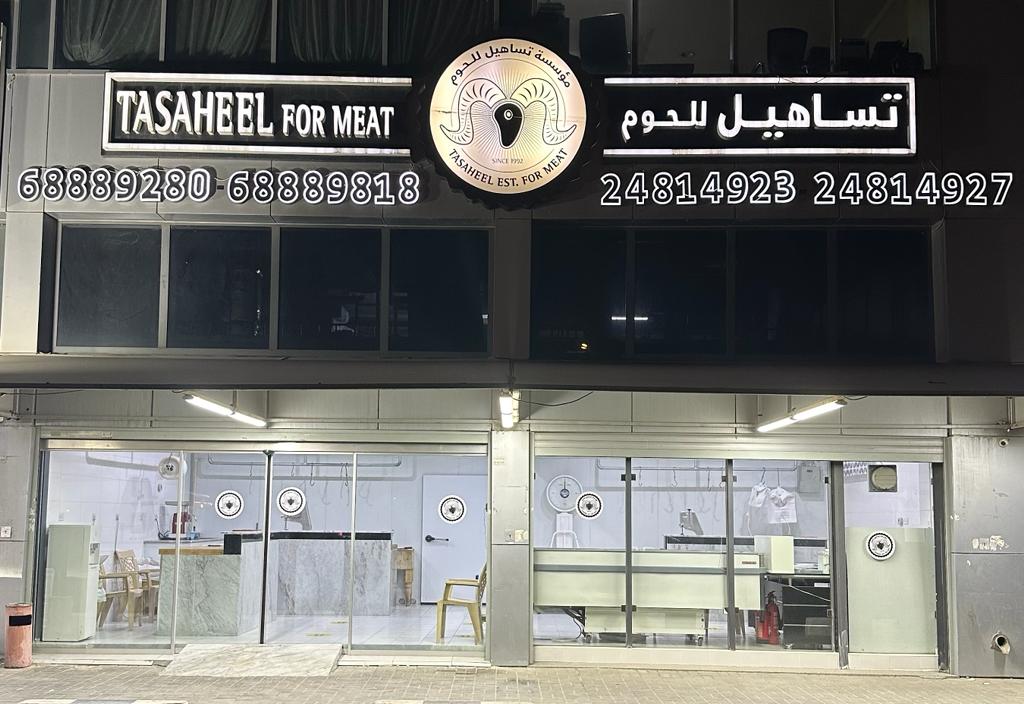 TASAHEEL FOR MEAT
مؤسسة تساهيل للحوم
SINCE 1992
TASAHEEL EST. FOR MEAT
تساهيل للحوم
68889280-68889818
24814923-24814927